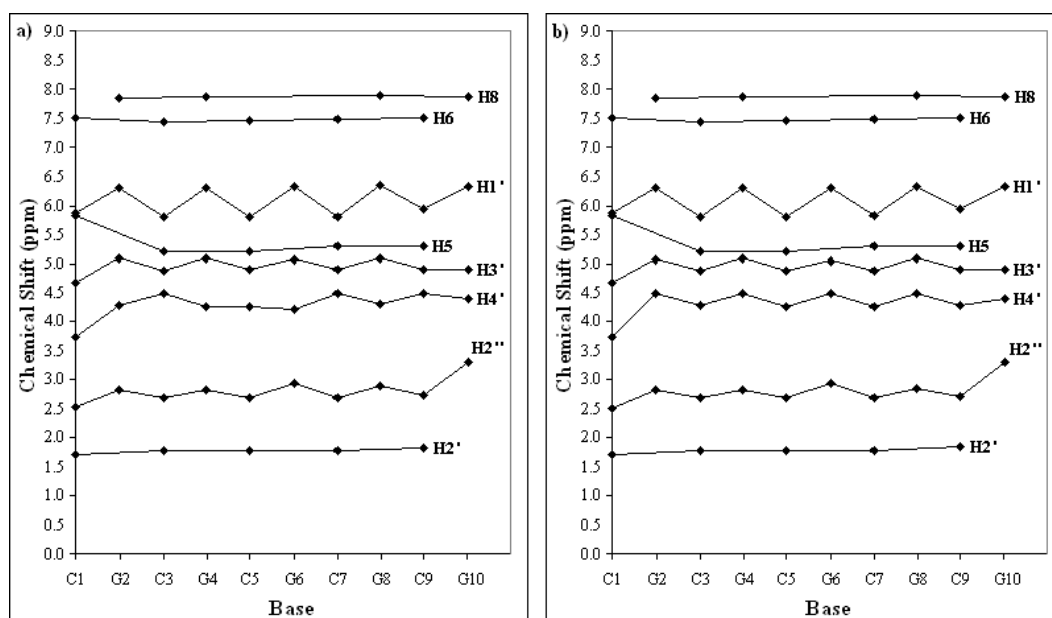 a)
Chemical Shift (ppm)
9.0
8.5
8.0
7.5
7.0
6.5
6.0
5.5
5.0
4.5
4.0
3.5
3.0
2.5
2.0
1.5
1.0
0.5
0.0
H8
H6
H1'
H5
H3'
H4'
H2''
H2'
C1 G2 C3 G4 C5 G6 C7 G8 C9 G10
Base
b)
Chemical Shift (ppm)
9.0
8.5
8.0
7.5
7.0
6.5
6.0
5.5
5.0
4.5
4.0
3.5
3.0
2.5
2.0
1.5
1.0
0.5
0.0
H8
H6
H1'
H5
H3'
H4'
H2''
H2'
C1 G2 C3 G4 C5 G6 C7 G8 C9 G10
Base